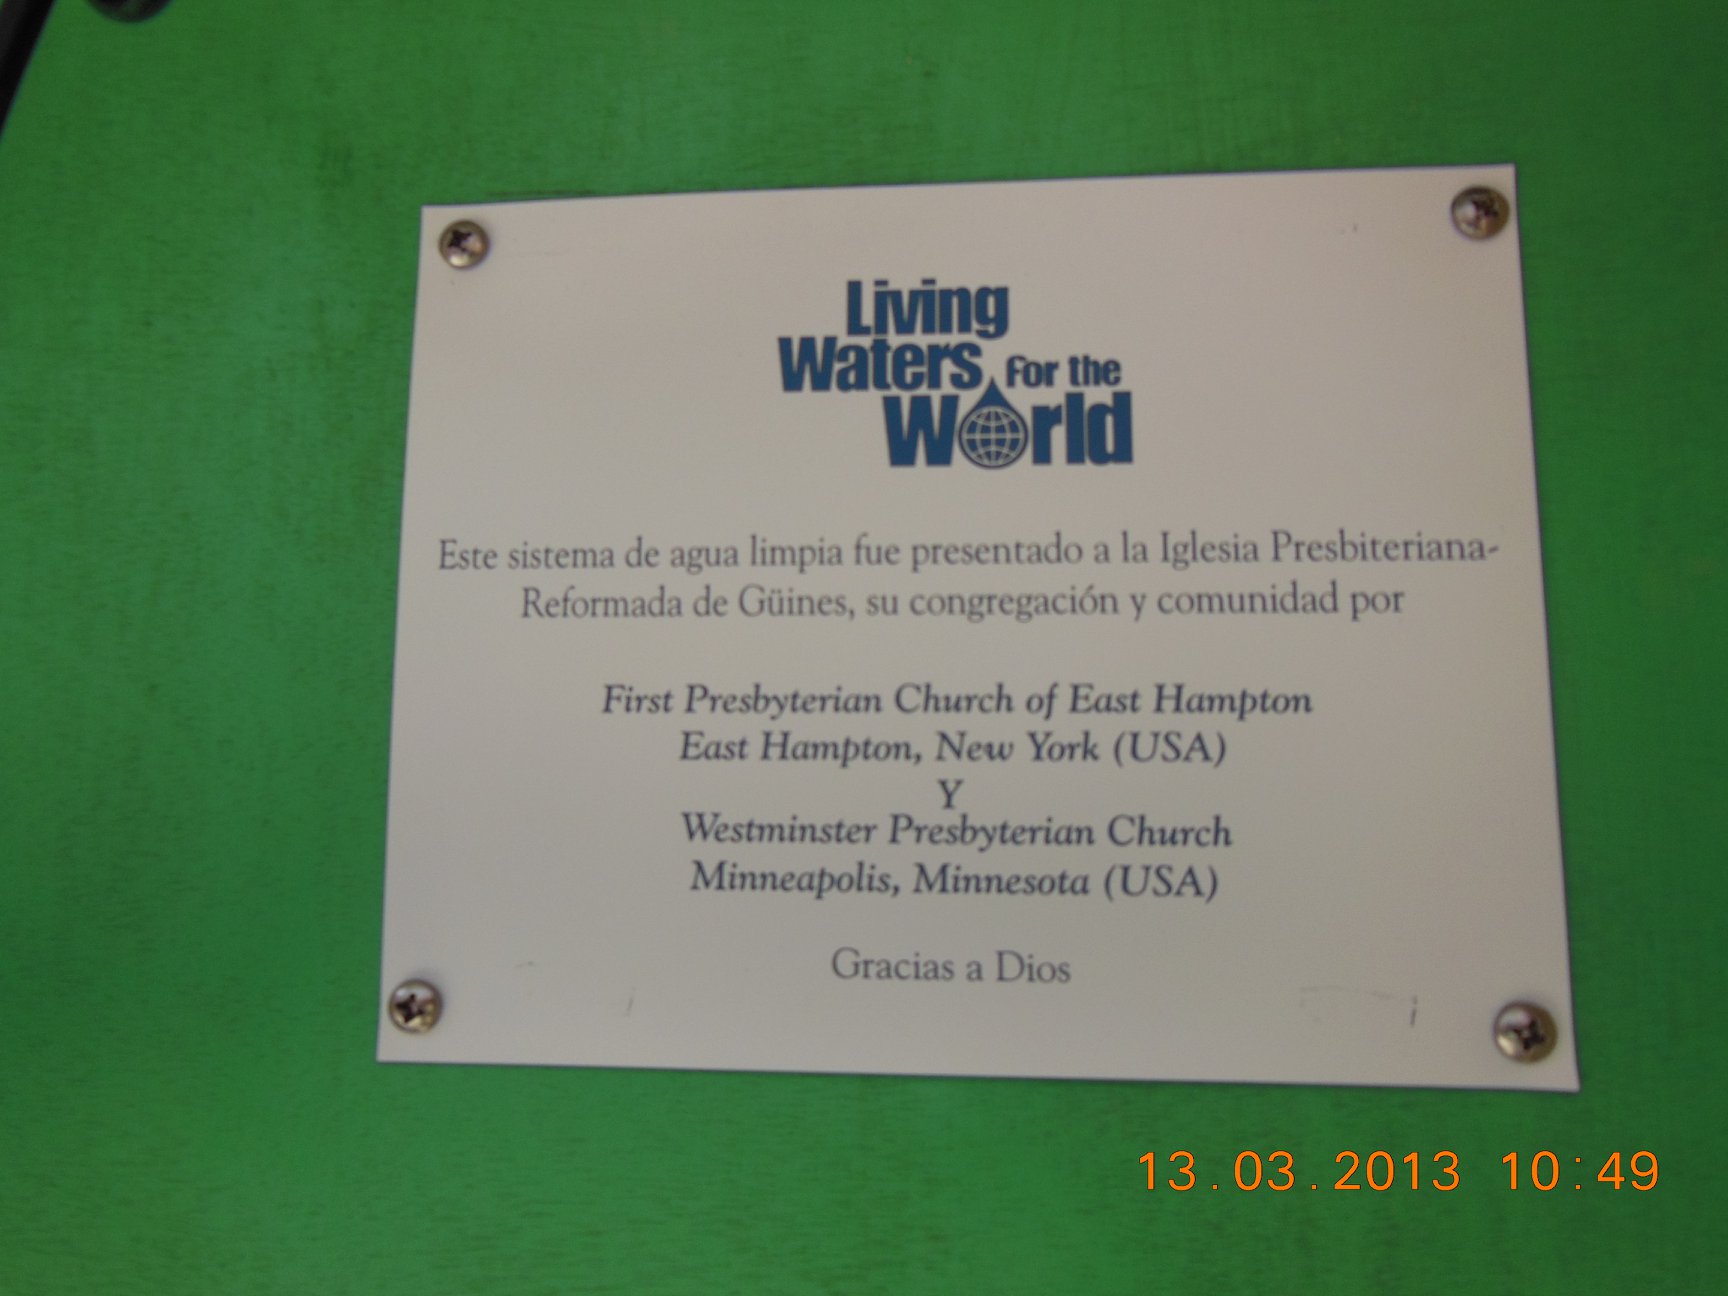 Living
Waters for the
World
Este sistema de agua limpia fue presentado a la Iglesia Presbiteriana-
Reformada de Güines, su congregación y comunidad por
First Presbyterian Church of East Hampton
East Hampton, New York (USA)
Y
Westminster Presbyterian Church
Minneapolis, Minnesota (USA)
Gracias a Dios
13.03.2013 10:49